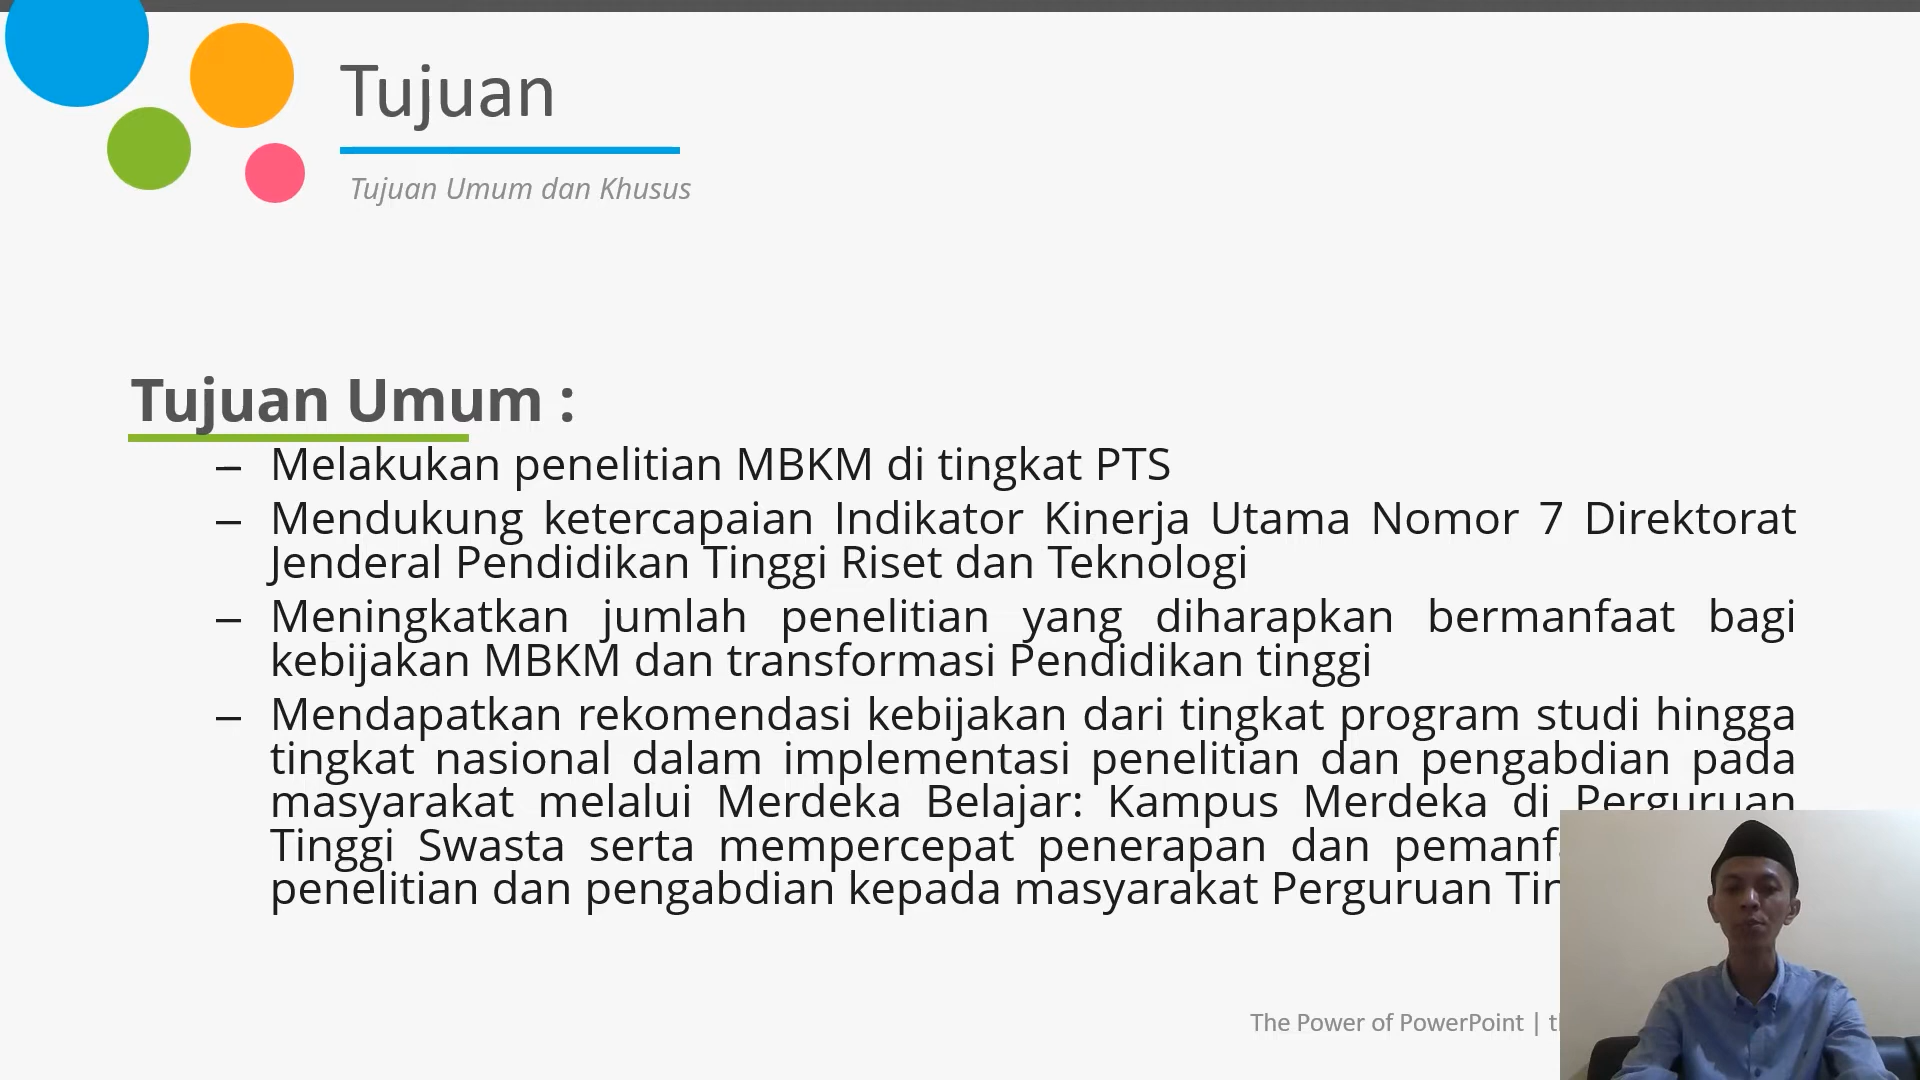 Tujuan
Tujuan Umum dan Khusus
Tujuan Umum :
– Melakukan penelitian MBKM di tingkat PTS
– Mendukung ketercapaian Indikator Kinerja Utama Nomor 7 Direktorat
Jenderal Pendidikan Tinggi Riset dan Teknologi
– Meningkatkan jumlah penelitian yang diharapkan bermanfaat bagi
kebijakan MBKM dan transformasi Pendidikan tinggi
– Mendapatkan rekomendasi kebijakan dari tingkat program studi hingga
tingkat nasional dalam implementasi penelitian dan pengabdian pada
masyarakat melalui Merdeka Belajar: Kampus Merdeka di Perguruan
Tinggi Swasta serta mempercepat penerapan dan
penelitian dan pengabdian kepada masyarakat Perguruan
The Power of PowerPoint |